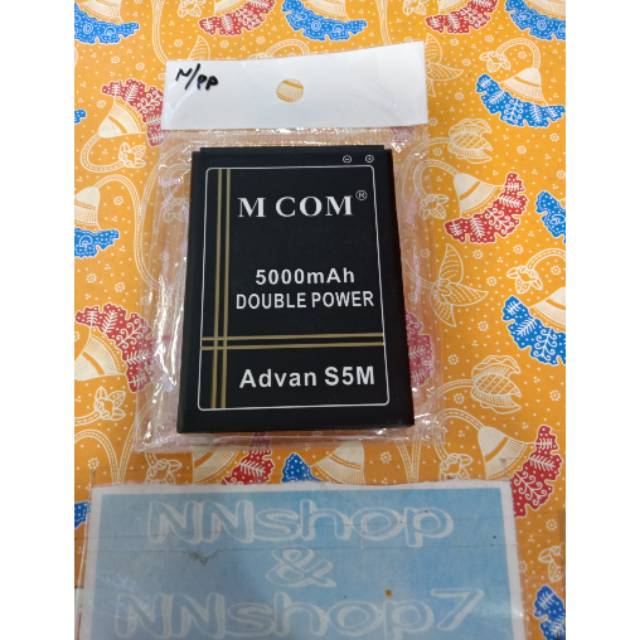 N/PP
M COM®
5000mAh
DOUBLE POWER
Advan S5M
NNshop
&
NNshop7